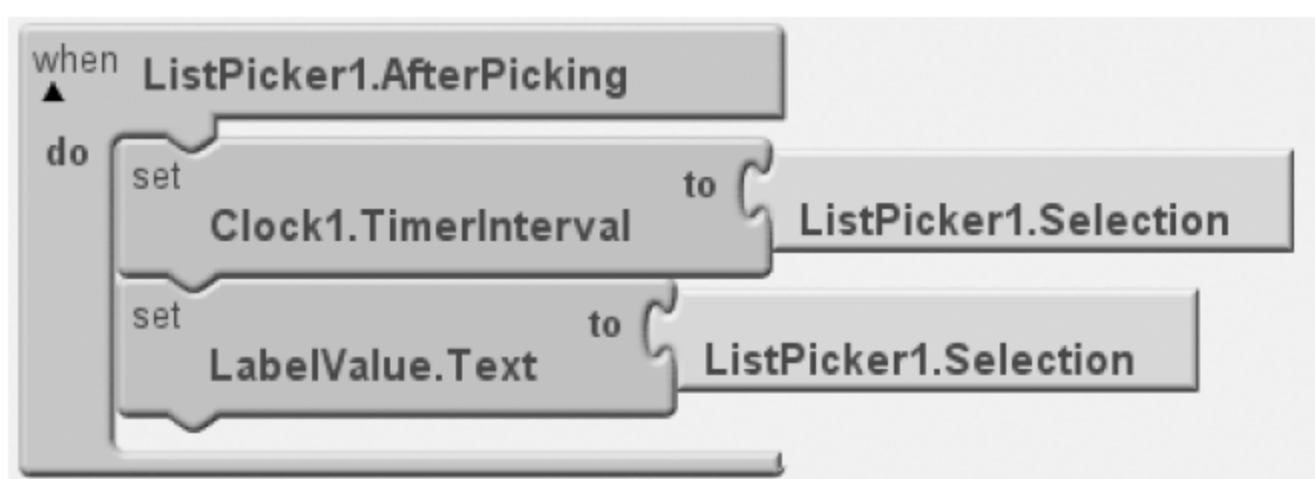 when ListPicker1.AfterPicking
do
set
to
Clock1.TimerInterval
ListPicker1.Selection
set
to
LabelValue.Text
ListPicker1.Selection